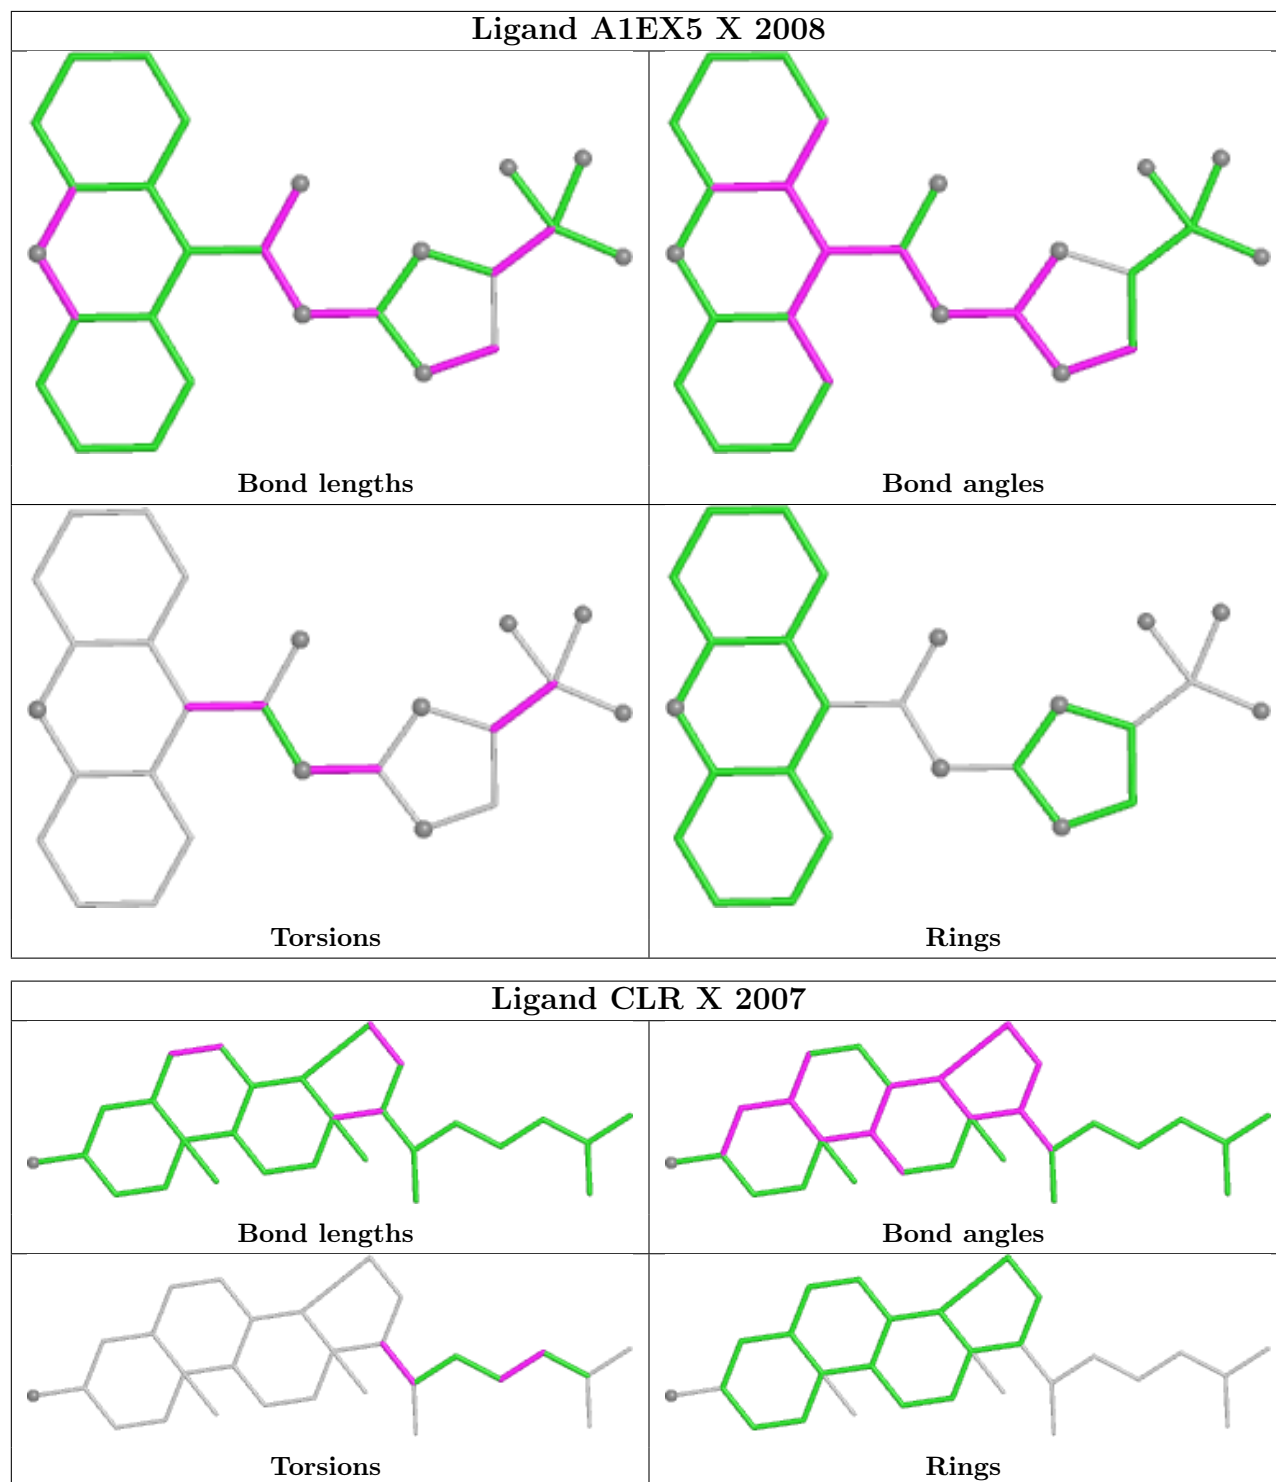 Ligand A1EX5 X 2008
Bond lengths
Bond angles
Torsions
Rings
Ligand CLR X 2007
Bond lengths
Bond angles
Torsions
Rings